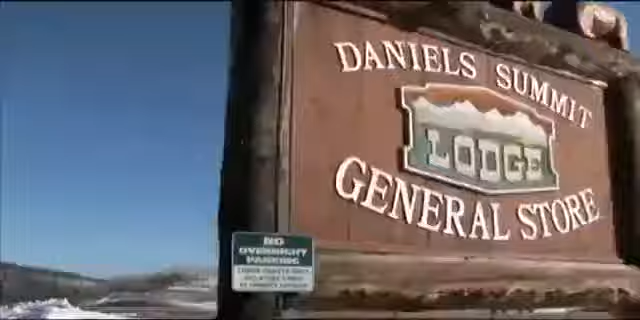 DANIELS SUMMIT
LODGE
GENERAL STORE
NO
OVERNIGHT
PARKING